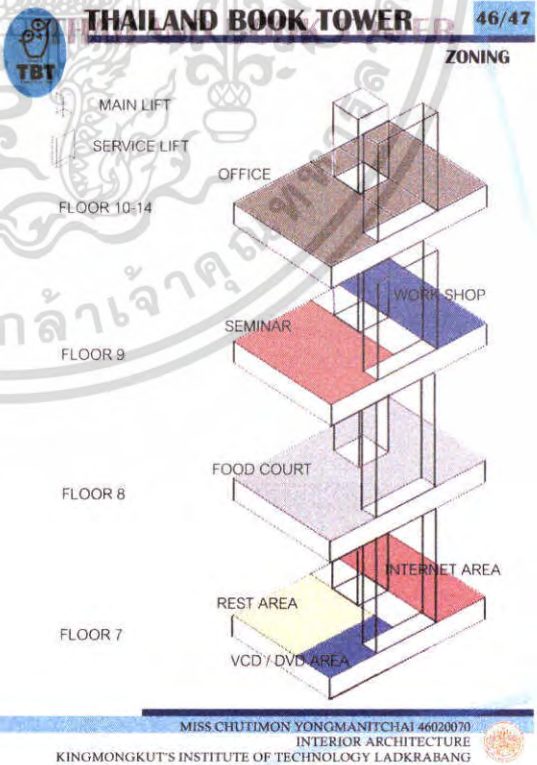 THAILAND BOOK TOWER
46/47
TBT
ZONING
MAIN LIFT
SERVICE LIFT
OFFICE
FLOOR 10-14
WORK SHOP
SEMINAR
FLOOR 9
FOOD COURT
FLOOR 8
INTERNET AREA
REST AREA
FLOOR 7
VCD / DVD AREA
MISS.CHUTIMON YONGMANITCHAI 46020070
INTERIOR ARCHITECTURE
KINGMONGKUT'S INSTITUTE OF TECHNOLOGY LADKRABANG